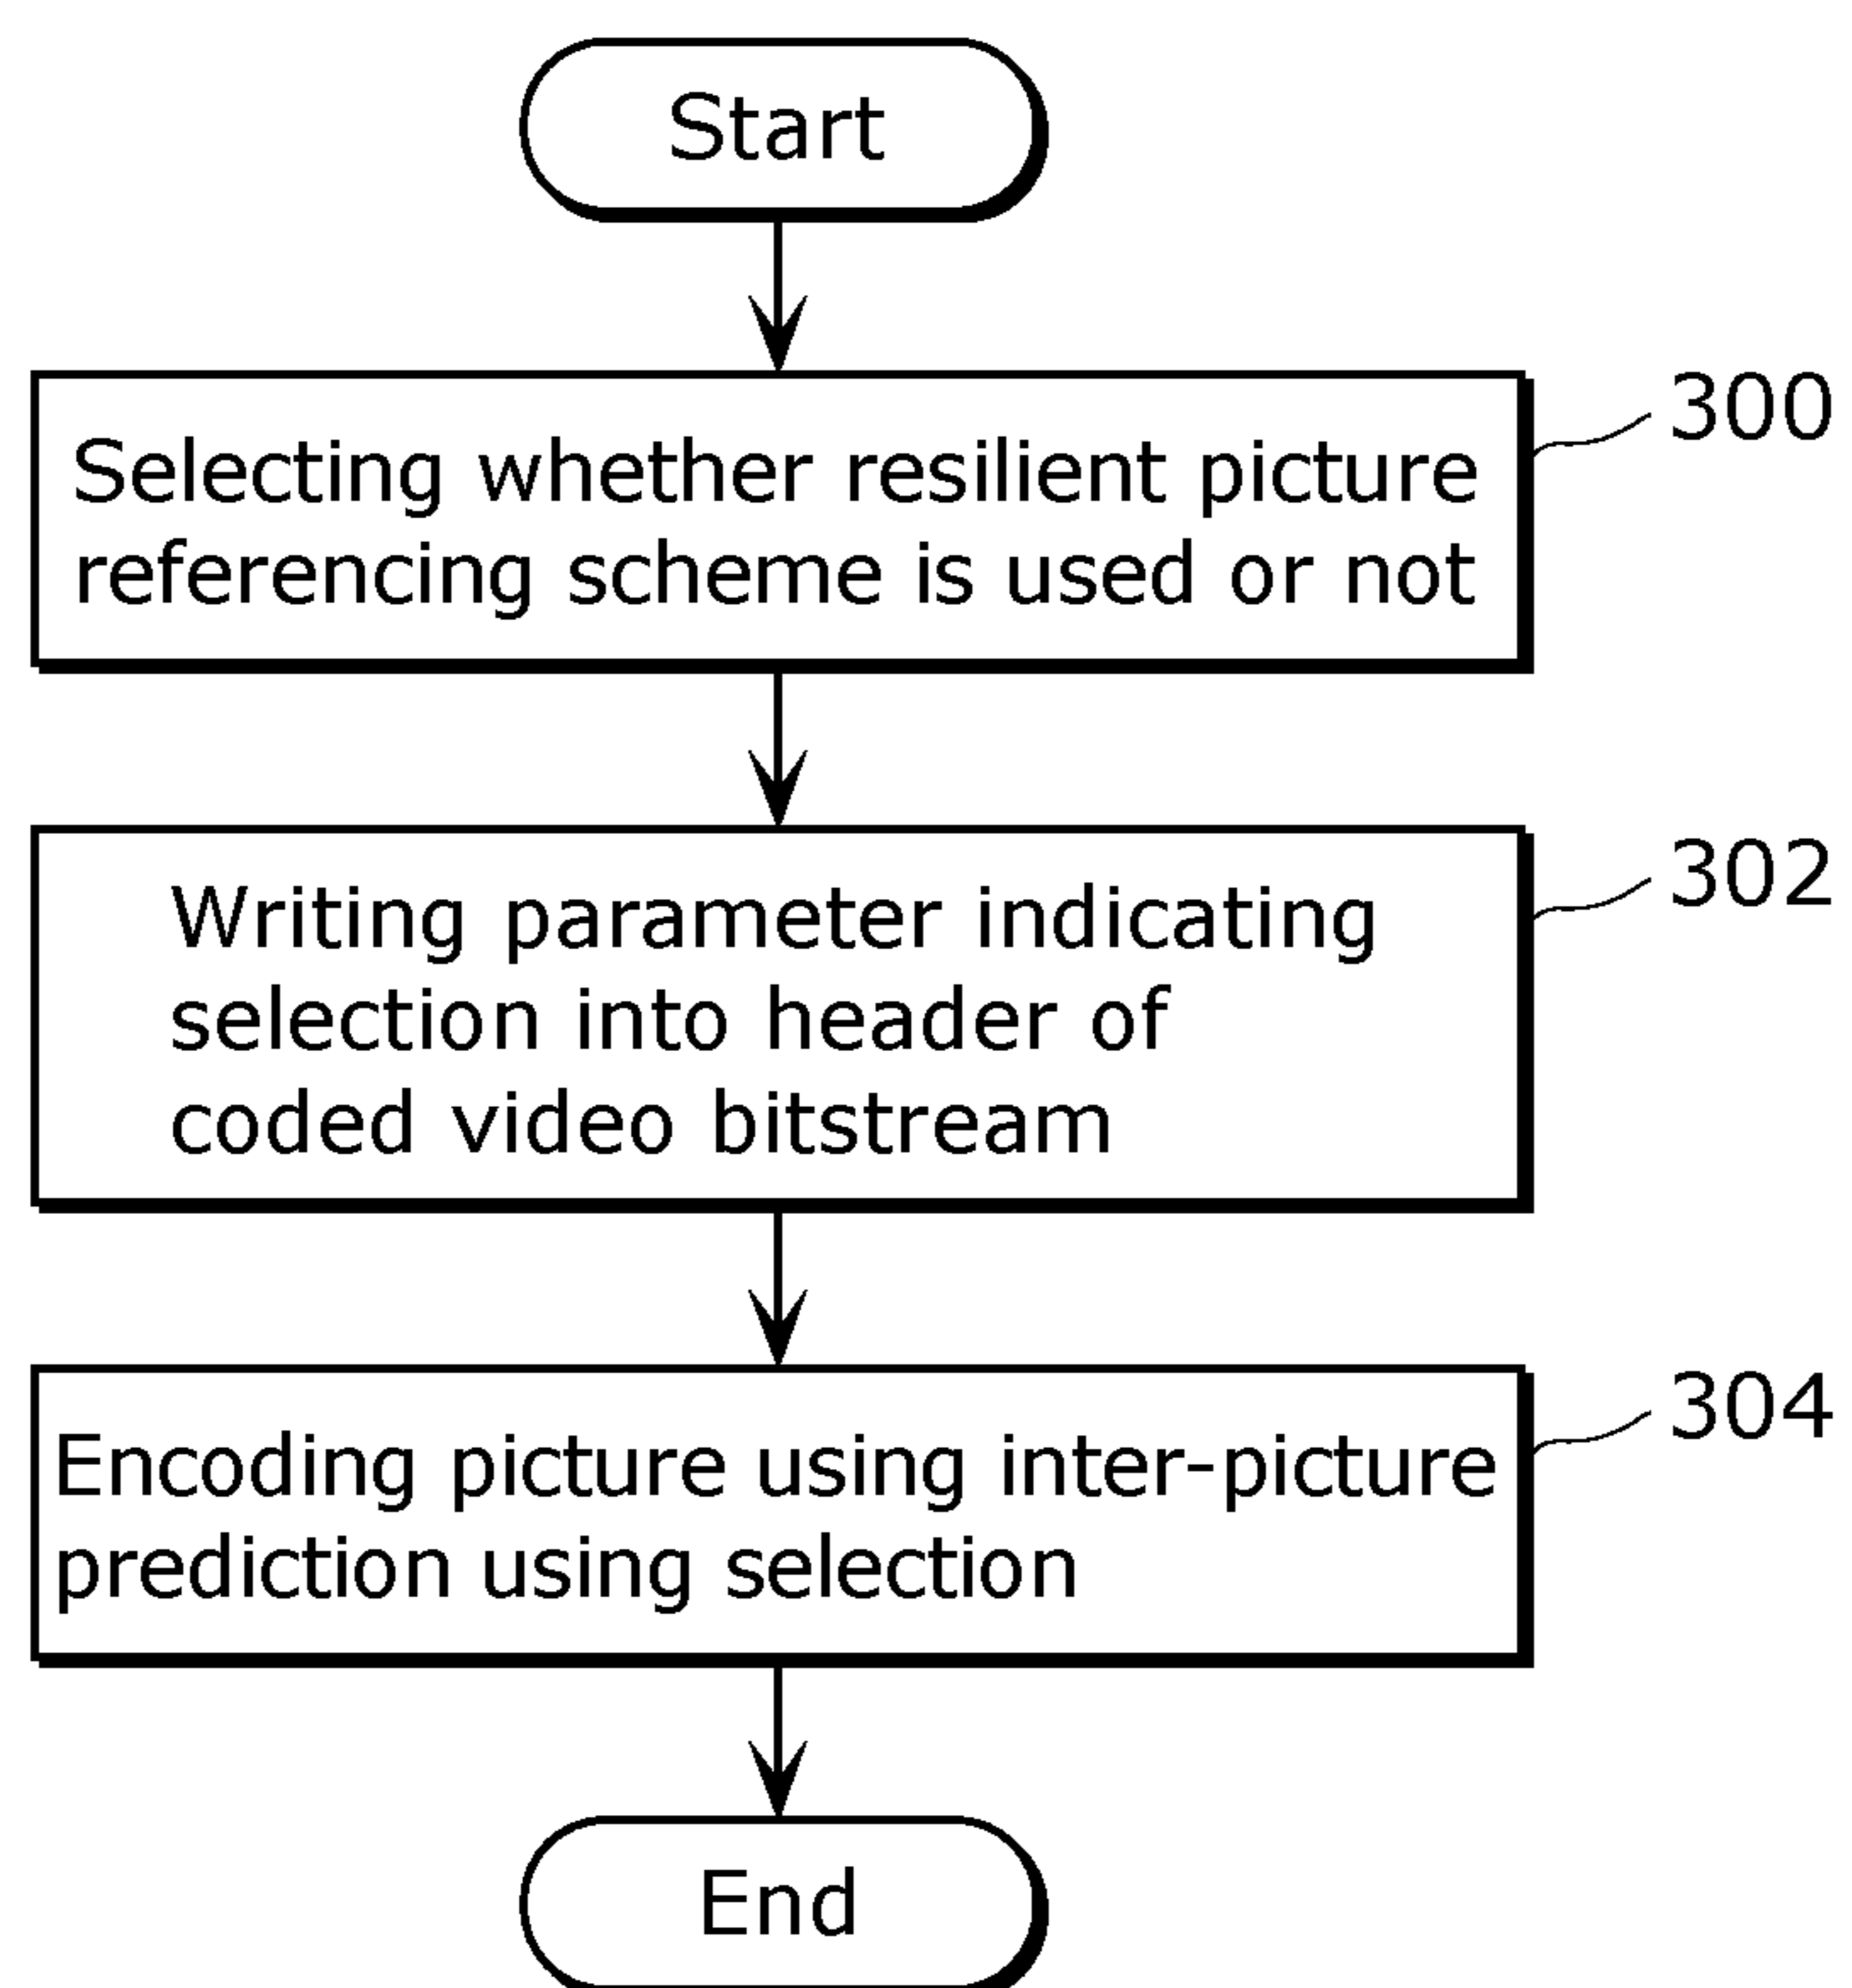 Start
300
Selecting whether resilient picture
referencing scheme is used or not
302
Writing parameter indicating
selection into header of
coded video bitstream
304
Encoding picture using inter-picture
prediction using selection
End